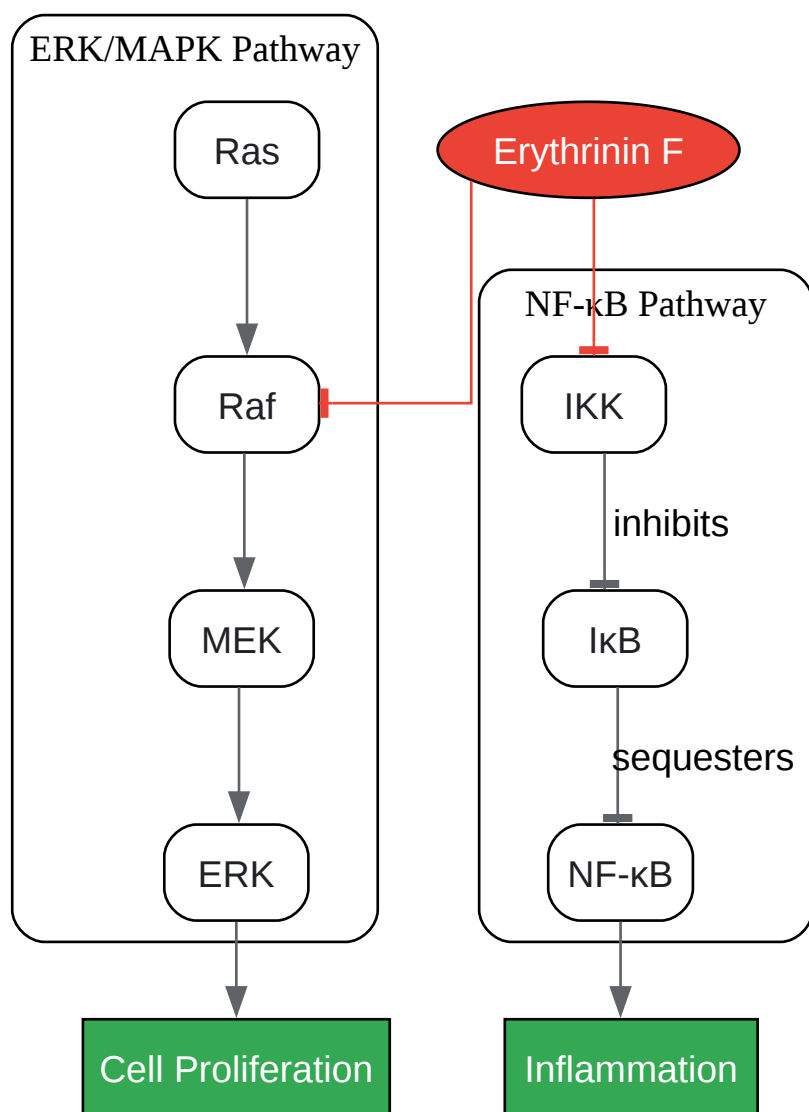 ERK/MAPK Pathway
Ras
Erythrinin F
NF-κB Pathway
Raf
IKK
inhibits
MEK
IκB
sequesters
ERK
NF-κB
Cell Proliferation
Inflammation